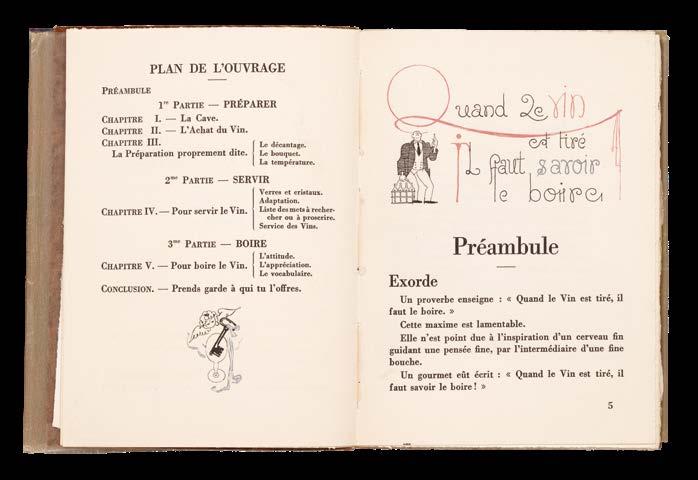 PLAN DE L'OUVRAGE
PRÉAMBULE
1re PARTIE — PRÉPARER
CHAPITRE I. — La Cave.
CHAPITRE II. — L'Achat du Vin.
CHAPITRE III.
La Préparation proprement dite.
Le décantage.
Le bouquet.
La température.
2me PARTIE — SERVIR
CHAPITRE IV. — Pour servir le Vin.
Verres et cristaux.
Adaptation.
Liste des mets à recher-
cher ou à proscrire.
Service des Vins.
3me PARTIE — BOIRE
CHAPITRE V. — Pour boire le Vin.
L'attitude.
L'appréciation.
Le vocabulaire.
CONCLUSION. — Prends garde à qui tu l'offres.
Quand Le vin
est tiré
il faut savoir
le boire
Préambule
Exorde
Un proverbe enseigne : « Quand le Vin est tiré, il
faut le boire. »
Cette maxime est lamentable.
Elle n'est point due à l'inspiration d'un cerveau fin
guidant une pensée fine, par l'intermédiaire d'une fine
bouche.
Un gourmet eût écrit : « Quand le Vin est tiré, il
faut savoir le boire ! »
5